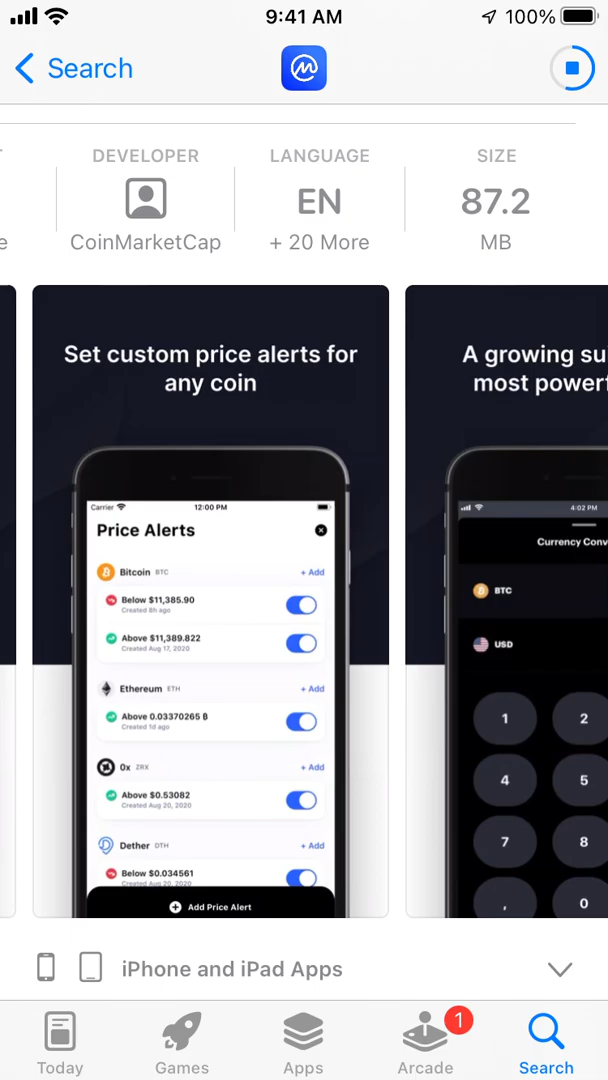 9:41 AM
100%
Search
DEVELOPER
LANGUAGE
SIZE
EN
87.2
e
CoinMarketCap
+ 20 More
MB
Set custom price alerts for
any coin
A growing su
most powerf
Carrier
12:00 PM
Price Alerts
Bitcoin BTC
+ Add
Below $11,385.90
Created 8h ago
Above $11,389.822
Created Aug 17, 2020
Ethereum ETH
+ Add
Above 0.03370265 B
Created 1d ago
0x ZRX
+ Add
Above $0.53082
Created Aug 20, 2020
Dether DTH
+ Add
Below $0.034561
Created Aug 20, 2020
Add Price Alert
4:02 PM
Currency Conv
BTC
USD
1
2
4
5
7
8
,
0
iPhone and iPad Apps
Today
Games
Apps
1
Arcade
Search